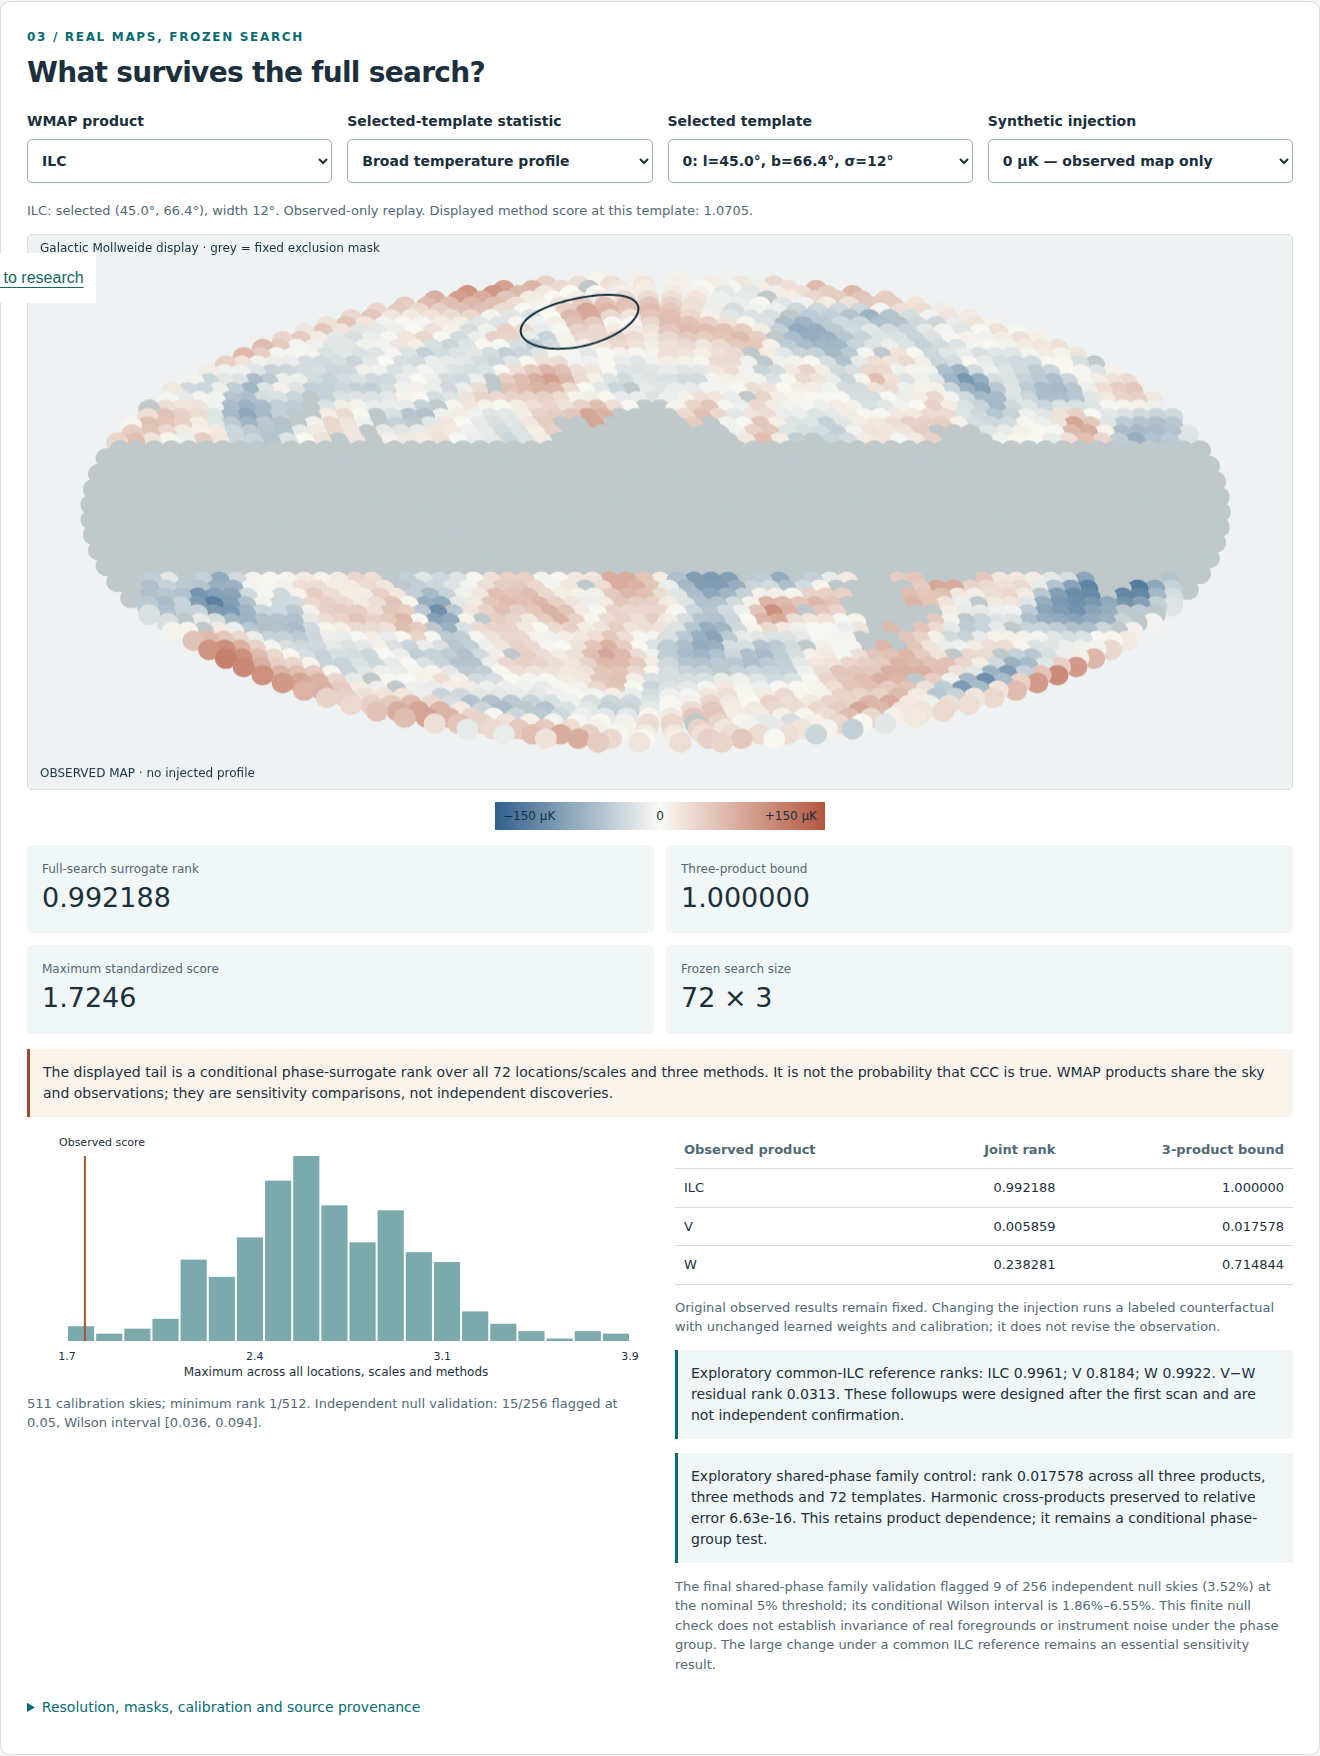 03 / REAL MAPS, FROZEN SEARCH
What survives the full search?
WMAP product
Selected-template statistic
Selected template
Synthetic injection
ILC
Broad temperature profile
0: l=45.0°, b=66.4°, σ=12°
0 μK — observed map only
ILC: selected (45.0°, 66.4°), width 12°. Observed-only replay. Displayed method score at this template: 1.0705.
Galactic Mollweide display · grey = fixed exclusion mask
to research
OBSERVED MAP · no injected profile
−150 μK
0
+150 μK
Full-search surrogate rank
0.992188
Three-product bound
1.000000
Maximum standardized score
1.7246
Frozen search size
72 × 3
The displayed tail is a conditional phase-surrogate rank over all 72 locations/scales and three methods. It is not the probability that CCC is true. WMAP products share the sky
and observations; they are sensitivity comparisons, not independent discoveries.
Observed score
1.7
2.4
3.1
3.9
Maximum across all locations, scales and methods
511 calibration skies; minimum rank 1/512. Independent null validation: 15/256 flagged at
0.05, Wilson interval [0.036, 0.094].
Observed product
Joint rank
3-product bound
ILC
0.992188
1.000000
V
0.005859
0.017578
W
0.238281
0.714844
Original observed results remain fixed. Changing the injection runs a labeled counterfactual
with unchanged learned weights and calibration; it does not revise the observation.
Exploratory common-ILC reference ranks: ILC 0.9961; V 0.8184; W 0.9922. V−W
residual rank 0.0313. These followups were designed after the first scan and are
not independent confirmation.
Exploratory shared-phase family control: rank 0.017578 across all three products,
three methods and 72 templates. Harmonic cross-products preserved to relative
error 6.63e-16. This retains product dependence; it remains a conditional phase-
group test.
The final shared-phase family validation flagged 9 of 256 independent null skies (3.52%) at
the nominal 5% threshold; its conditional Wilson interval is 1.86%–6.55%. This finite null
check does not establish invariance of real foregrounds or instrument noise under the phase
group. The large change under a common ILC reference remains an essential sensitivity
result.
Resolution, masks, calibration and source provenance